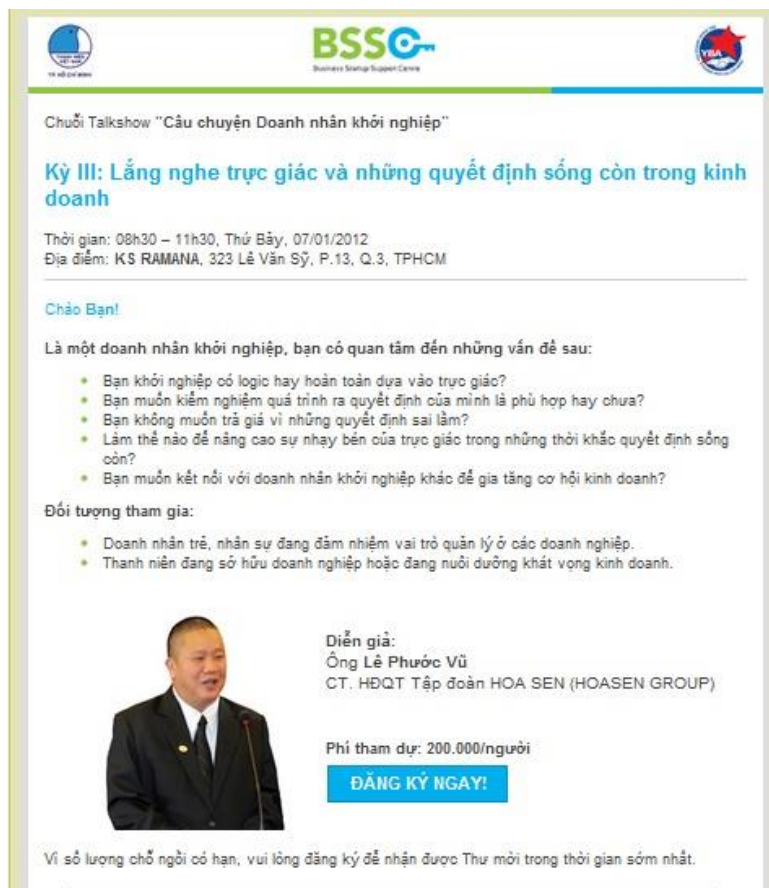 THANH NIÊN
VIỆT NAM
TP. HỒ CHÍ MINH
BSSC
Business Startup Support Centre
YBA
Chuỗi Talkshow "Câu chuyện Doanh nhân khởi nghiệp"
Kỳ III: Lắng nghe trực giác và những quyết định sống còn trong kinh
doanh
Thời gian: 08h30 – 11h30, Thứ Bảy, 07/01/2012
Địa điểm: KS RAMANA, 323 Lê Văn Sỹ, P.13, Q.3, TPHCM
Chào Bạn!
Là một doanh nhân khởi nghiệp, bạn có quan tâm đến những vấn đề sau:
Bạn khởi nghiệp có logic hay hoàn toàn dựa vào trực giác?
Bạn muốn kiểm nghiệm quá trình ra quyết định của mình là phù hợp hay chưa?
Bạn không muốn trả giá vì những quyết định sai lầm?
Làm thế nào để nâng cao sự nhạy bén của trực giác trong những thời khắc quyết định sống
còn?
Bạn muốn kết nối với doanh nhân khởi nghiệp khác để gia tăng cơ hội kinh doanh?
Đối tượng tham gia:
Doanh nhân trẻ, nhân sự đang đảm nhiệm vai trò quản lý ở các doanh nghiệp.
Thanh niên đang sở hữu doanh nghiệp hoặc đang nuôi dưỡng khát vọng kinh doanh.
Diễn giả:
Ông Lê Phước Vũ
CT. HĐQT Tập đoàn HOA SEN (HOASEN GROUP)
Phí tham dự: 200.000/người
ĐĂNG KÝ NGAY!
Vì số lượng chỗ ngồi có hạn, vui lòng đăng ký để nhận được Thư mời trong thời gian sớm nhất.